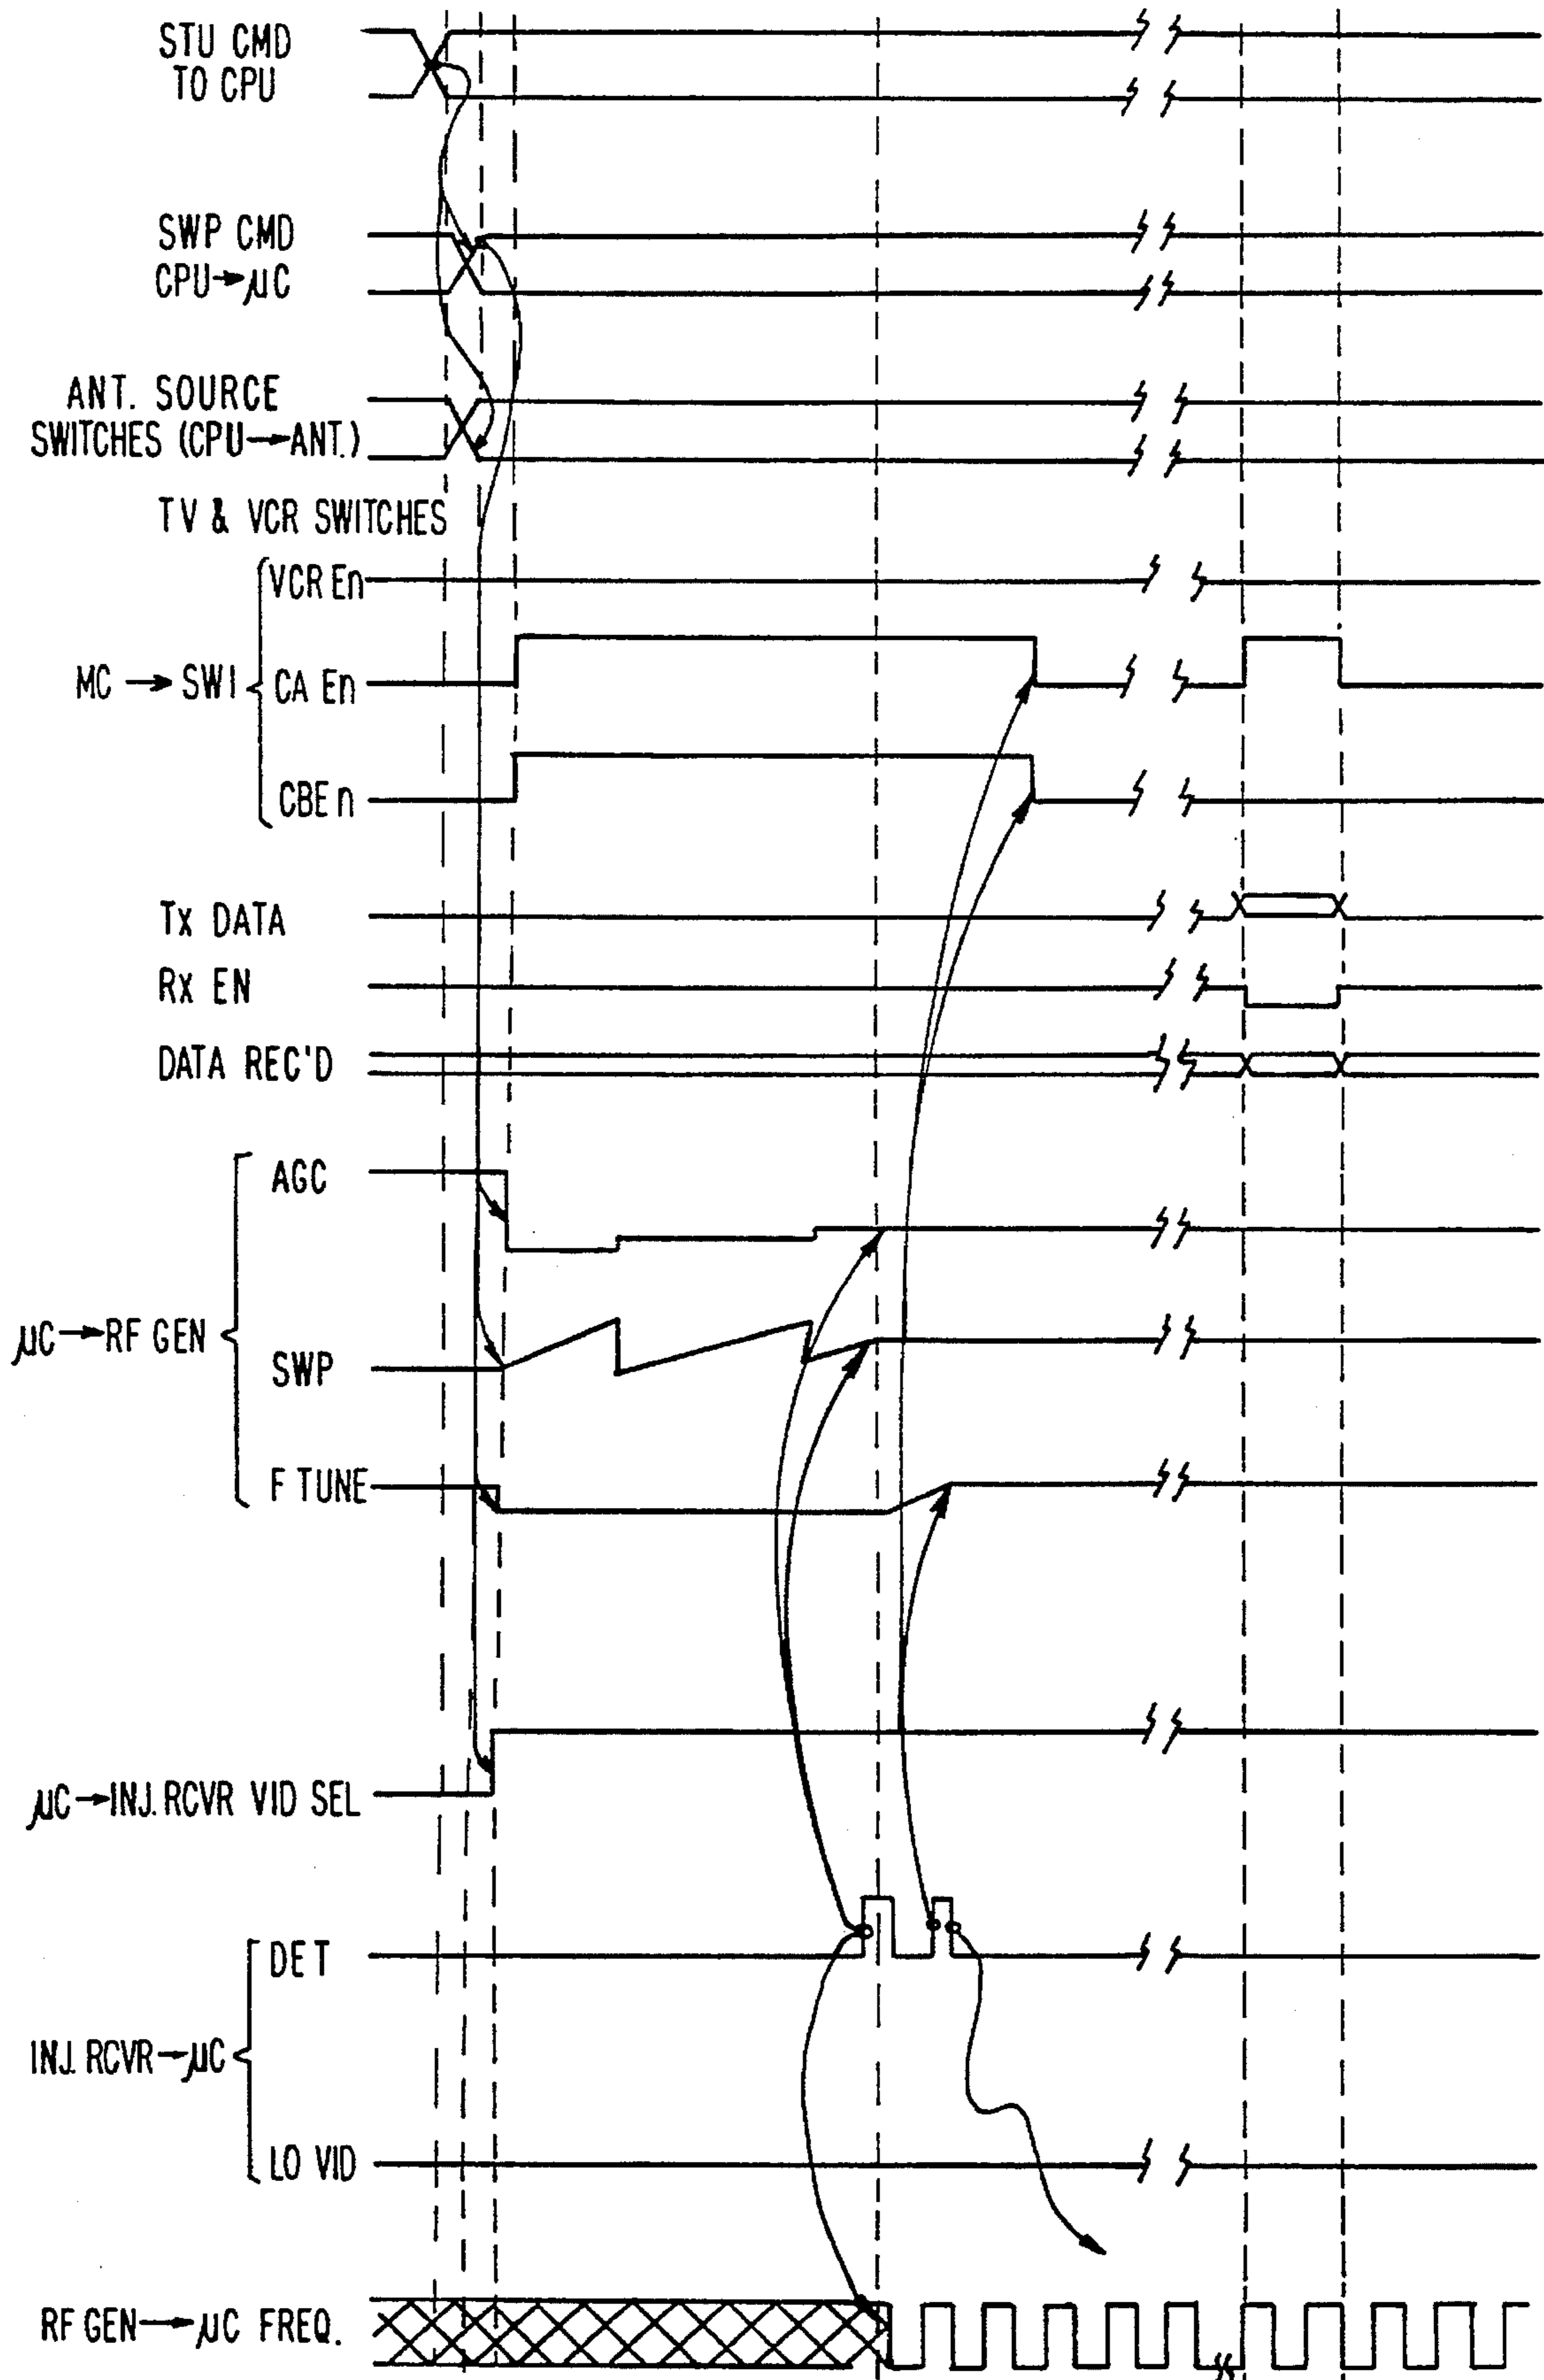 STU CMD
TO CPU
SWP CMD
CPU→µC
ANT. SOURCE
SWITCHES (CPU→ANT.)
TV & VCR SWITCHES
VCR En
MC → SWI
CA En
CBE n
Tx DATA
Rx EN
DATA REC'D
AGC
µC→RF GEN
SWP
F TUNE
µC→INJ. RCVR VID SEL
DET
INJ. RCVR→µC
LO VID
RF GEN→µC FREQ.